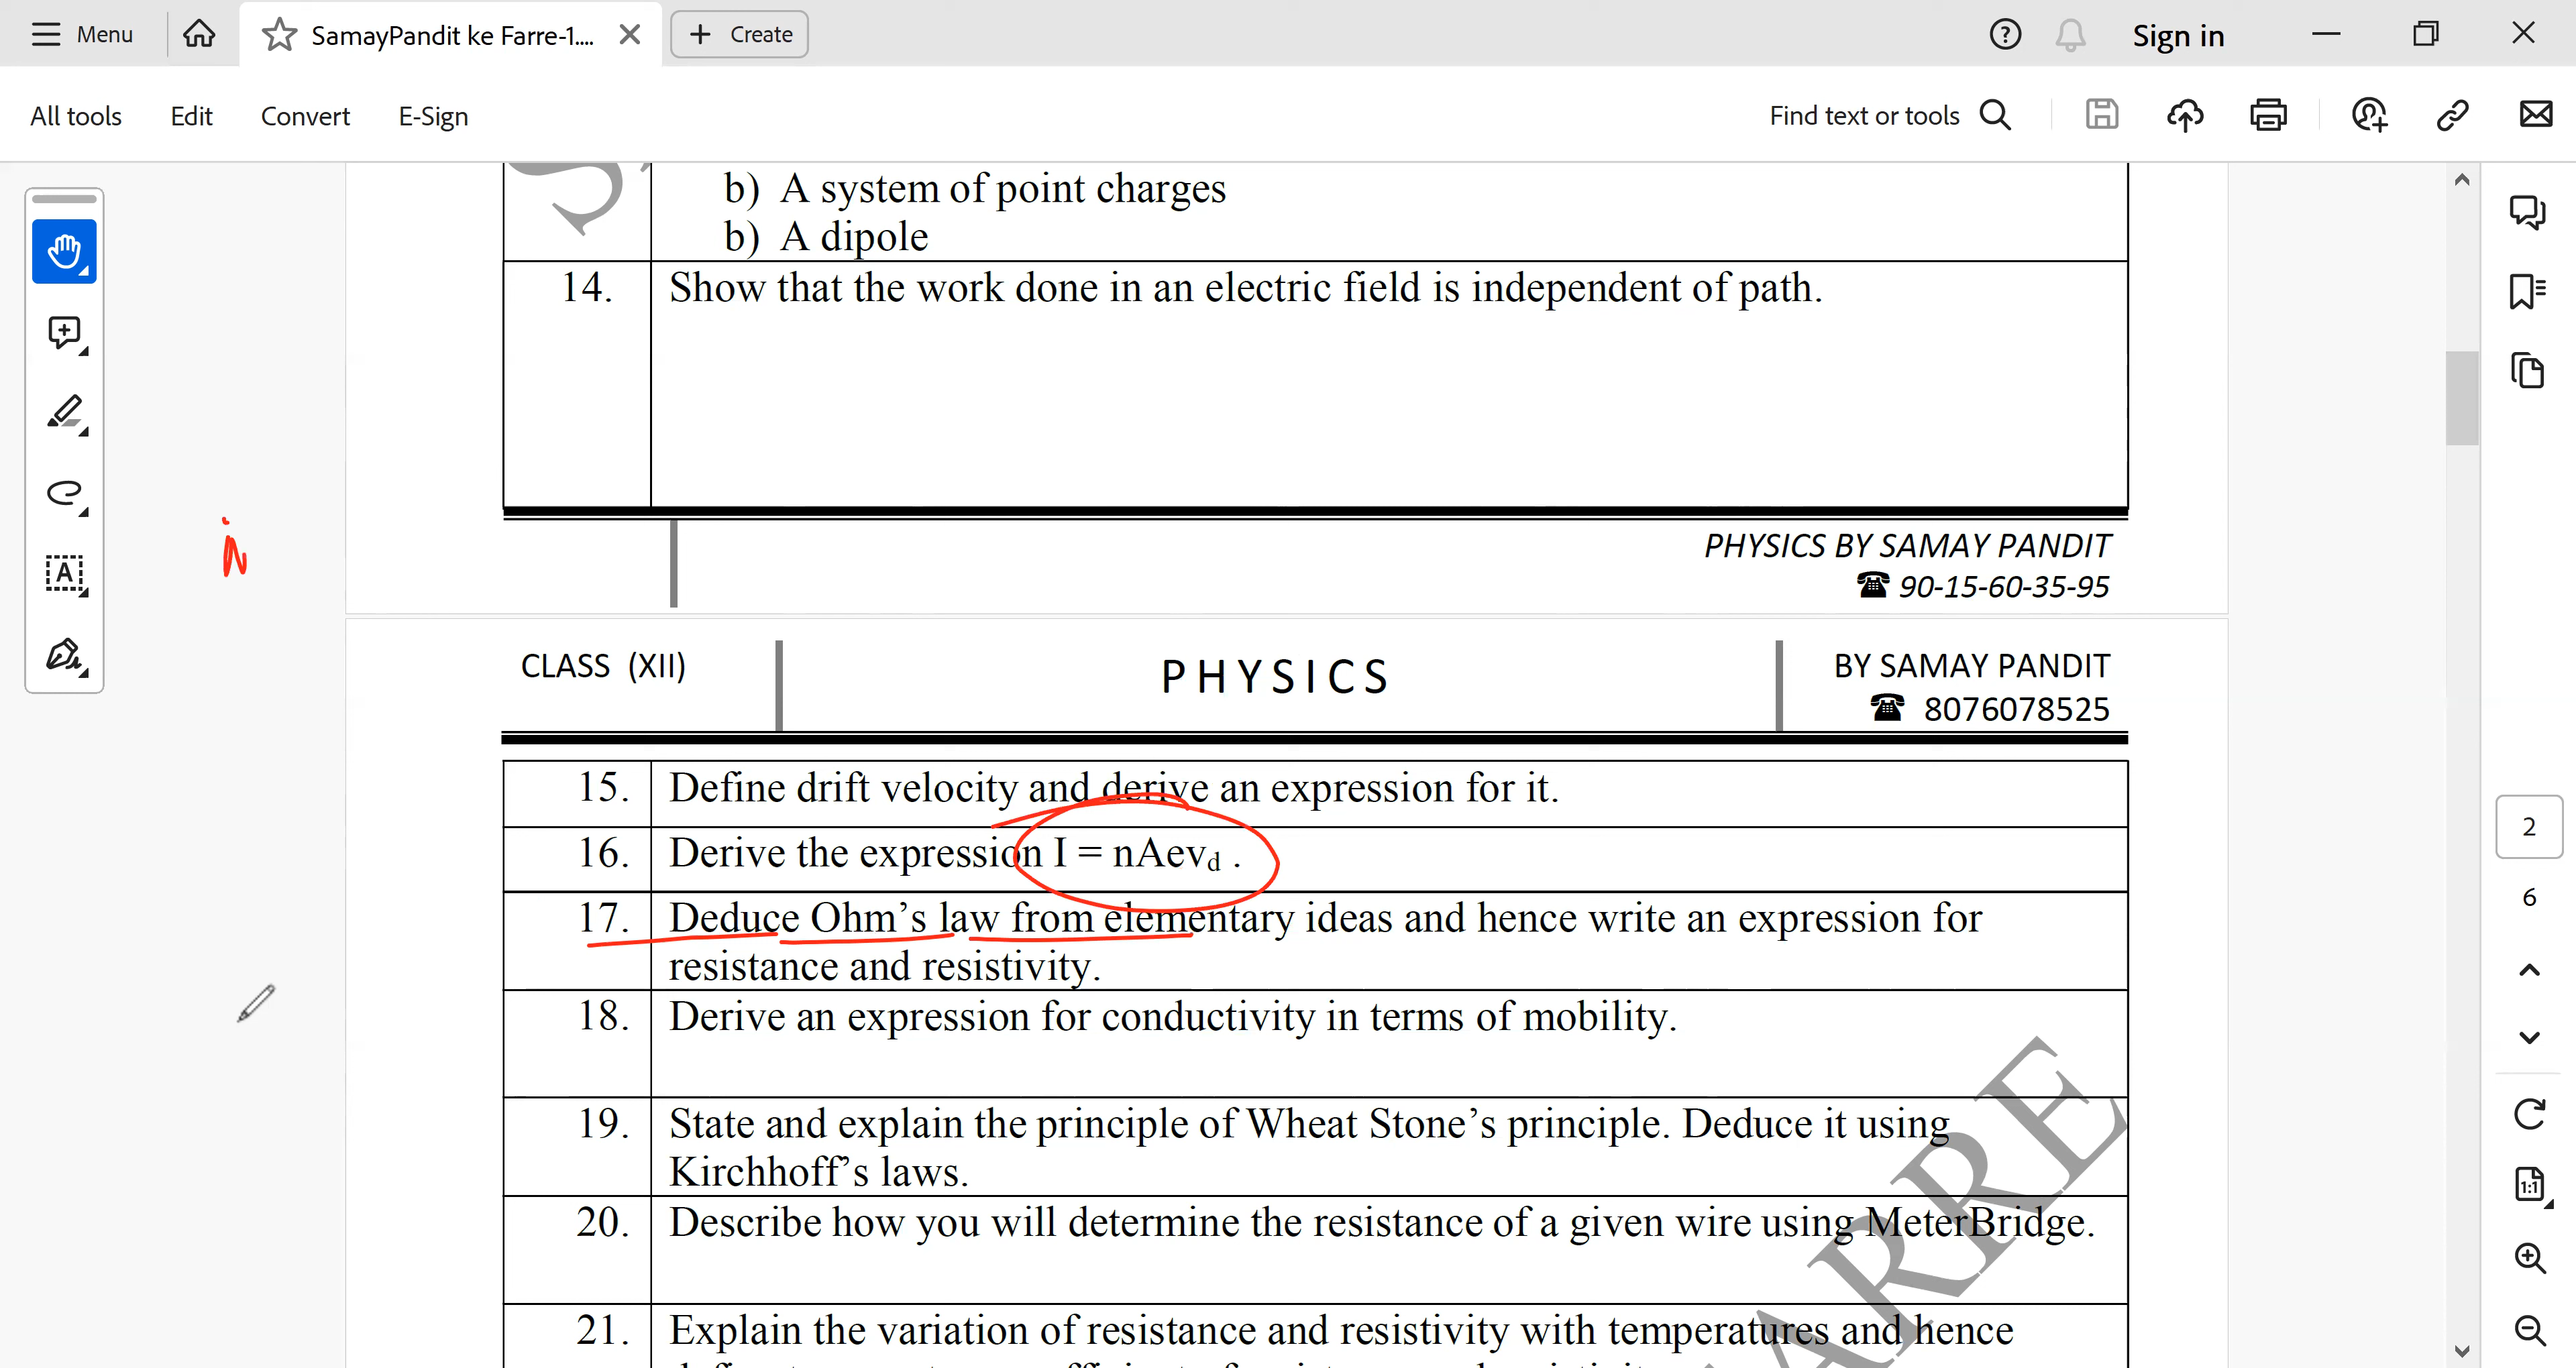 Menu
SamayPandit ke Farre-1....
Create
Sign in
All tools
Edit
Convert
E-Sign
Find text or tools
b) A system of point charges
b) A dipole
14. Show that the work done in an electric field is independent of path.
PHYSICS BY SAMAY PANDIT
☎ 90-15-60-35-95
CLASS (XII)
PHYSICS
BY SAMAY PANDIT
☎ 8076078525
15. Define drift velocity and derive an expression for it.
16. Derive the expression I = nAevd .
17. Deduce Ohm's law from elementary ideas and hence write an expression for
resistance and resistivity.
18. Derive an expression for conductivity in terms of mobility.
19. State and explain the principle of Wheat Stone's principle. Deduce it using
Kirchhoff's laws.
20. Describe how you will determine the resistance of a given wire using MeterBridge.
21. Explain the variation of resistance and resistivity with temperatures and hence
ARRE
2
6
1:1